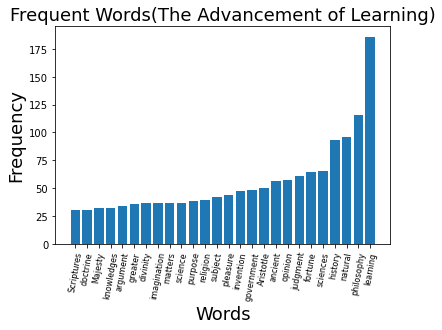 Frequent Words(The Advancement of Learning)
Frequency
175
150
125
100
75
50
25
0
Scriptures
doctrine
Majesty
knowledges
argument
greater
divinity
imagination
matters
science
purpose
religion
subject
pleasure
invention
government
Aristotle
ancient
opinion
judgment
fortune
sciences
history
natural
philosophy
learning
Words